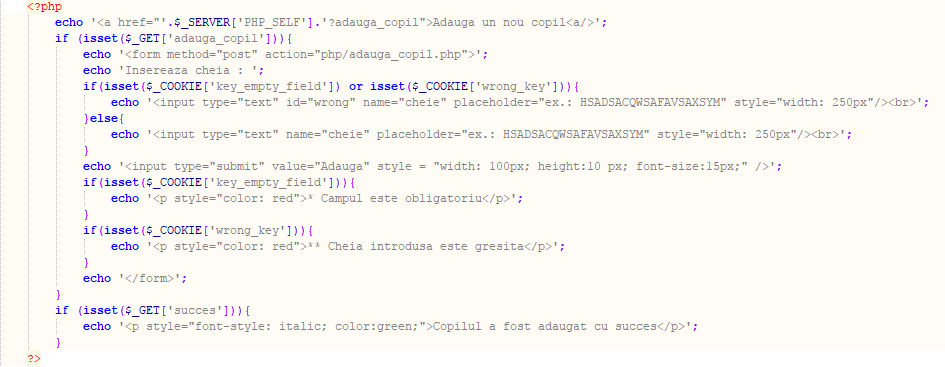 <?php
echo '<a href="'.$_SERVER['PHP_SELF'].'?adauga_copil">Adauga un nou copil<a/>';
if (isset($_GET['adauga_copil'])){
echo '<form method="post" action="php/adauga_copil.php">';
echo 'Insereaza cheia : ';
if(isset($_COOKIE['key_empty_field']) or isset($_COOKIE['wrong_key'])){
echo '<input type="text" id="wrong" name="cheie" placeholder="ex.: HSADSACQWSAFAVSAXSYM" style="width: 250px"/><br>';
}else{
echo '<input type="text" name="cheie" placeholder="ex.: HSADSACQWSAFAVSAXSYM" style="width: 250px"/><br>';
}
echo '<input type="submit" value="Adauga" style = "width: 100px; height:10 px; font-size:15px;" />';
if(isset($_COOKIE['key_empty_field'])){
echo '<p style="color: red">* Campul este obligatoriu</p>';
}
if(isset($_COOKIE['wrong_key'])){
echo '<p style="color: red">** Cheia introdusa este gresita</p>';
}
echo '</form>';
}
if (isset($_GET['succes'])){
echo '<p style="font-style: italic; color:green;">Copilul a fost adaugat cu succes</p>';
}
?>